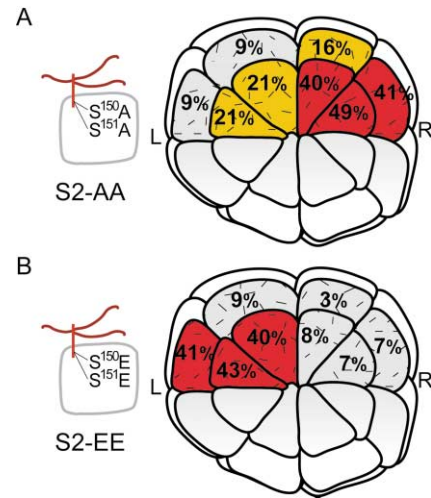 A
9% 16%
21% 40% 41%
9% 21% 49%
S150A
S151A
L R
S2-AA
B
9% 3%
40% 8%
41% 43% 7% 7%
S150E
S151E
L R
S2-EE